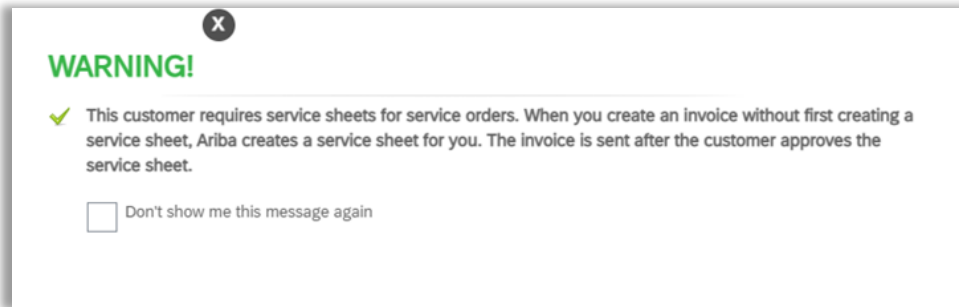 X
WARNING!
This customer requires service sheets for service orders. When you create an invoice without first creating a
service sheet, Ariba creates a service sheet for you. The invoice is sent after the customer approves the
service sheet.
Don't show me this message again